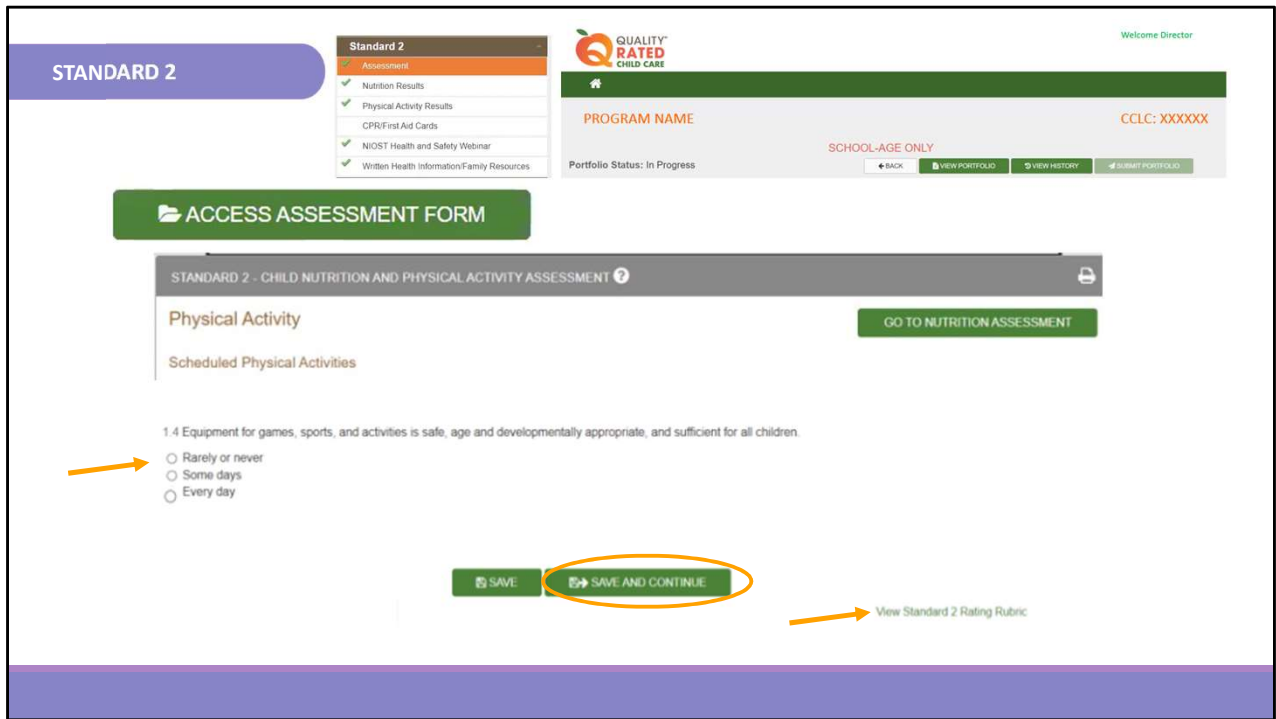 STANDARD 2
Standard 2 -
Assessment
Nutrition Results
Physical Activity Results
CPR/First Aid Cards
NIOST Health and Safety Webinar
Written Health Information/Family Resources
QUALITY™
RATED
CHILD CARE
Welcome Director
PROGRAM NAME
CCLC: XXXXXX
SCHOOL-AGE ONLY
Portfolio Status: In Progress
BACK
VIEW PORTFOLIO
VIEW HISTORY
SUBMIT PORTFOLIO
ACCESS ASSESSMENT FORM
STANDARD 2 - CHILD NUTRITION AND PHYSICAL ACTIVITY ASSESSMENT ?
Physical Activity
GO TO NUTRITION ASSESSMENT
Scheduled Physical Activities
1.4 Equipment for games, sports, and activities is safe, age and developmentally appropriate, and sufficient for all children.
Rarely or never
Some days
Every day
SAVE
SAVE AND CONTINUE
View Standard 2 Rating Rubric